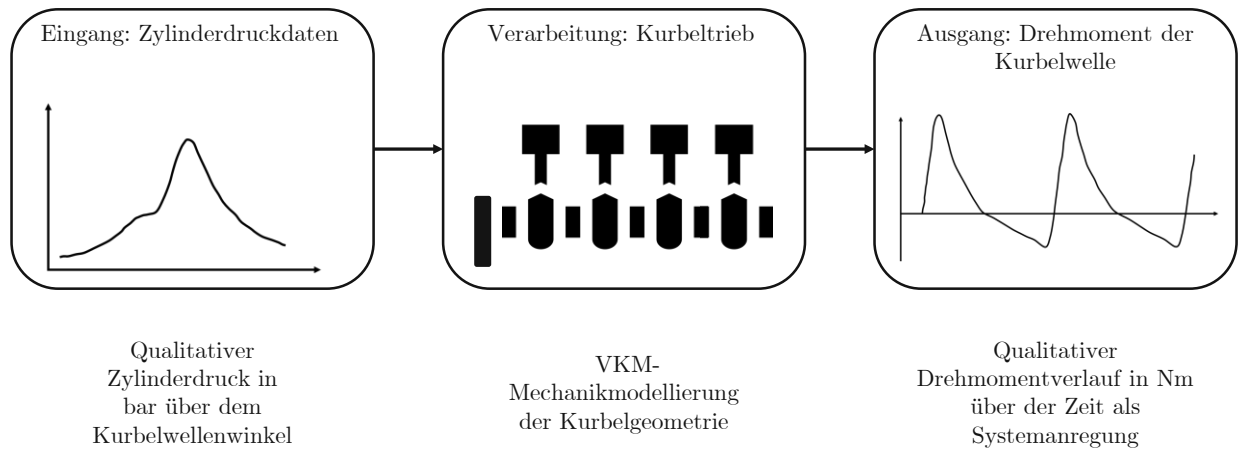 Eingang: Zylinderdruckdaten
Verarbeitung: Kurbeltrieb
Ausgang: Drehmoment der
Kurbelwelle
Qualitativer
Zylinderdruck in
bar über dem
Kurbelwellenwinkel
VKM-
Mechanikmodellierung
der Kurbelgeometrie
Qualitativer
Drehmomentverlauf in Nm
über der Zeit als
Systemanregung